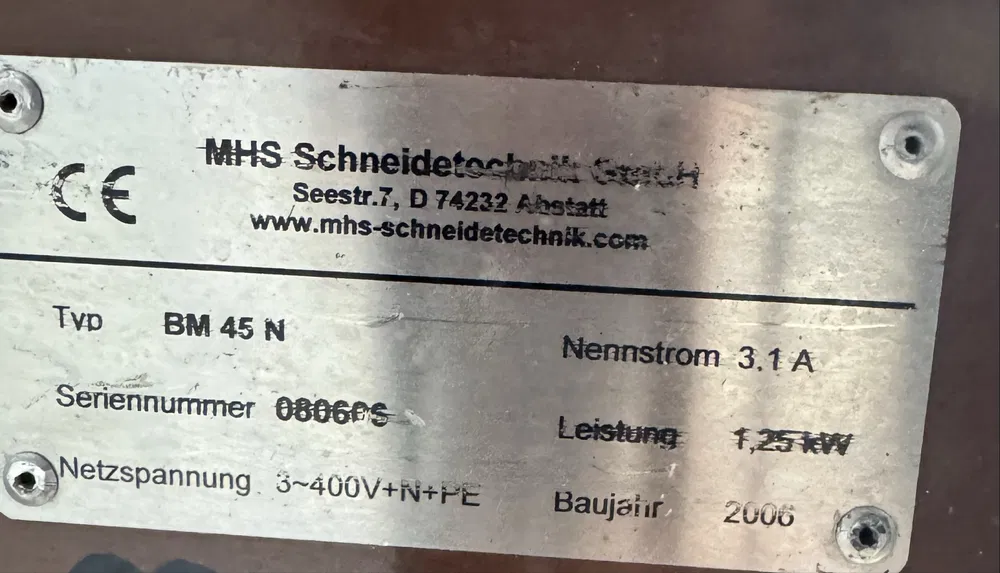 CE
MHS Schneidetechnik GmbH
Seestr.7, D 74232 Abstatt
www.mhs-schneidetechnik.com
Typ BM 45 N
Nennstrom 3.1 A
Seriennummer
Leistung 1,25 kW
Netzspannung 3~400V+N+PE
Baujahr 2006